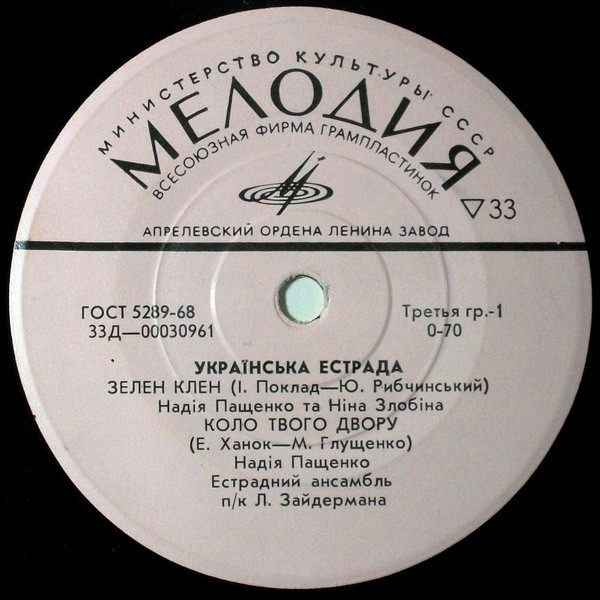 МИНИСТЕРСТВО КУЛЬТУРЫ СССР
МЕЛОДИЯ
ВСЕСОЮЗНАЯ ФИРМА ГРАМПЛАСТИНОК
▽33
АПРЕЛЕВСКИЙ ОРДЕНА ЛЕНИНА ЗАВОД
ГОСТ 5289-68
Третья гр.-1
33Д—00030961
0-70
УКРАЇНСЬКА ЕСТРАДА
ЗЕЛЕН КЛЕН (І. Поклад—Ю. Рибчинський)
Надія Пащенко та Ніна Злобіна
КОЛО ТВОГО ДВОРУ
(Е. Ханок—М. Глущенко)
Надія Пащенко
Естрадний ансамбль
п/к Л. Зайдермана